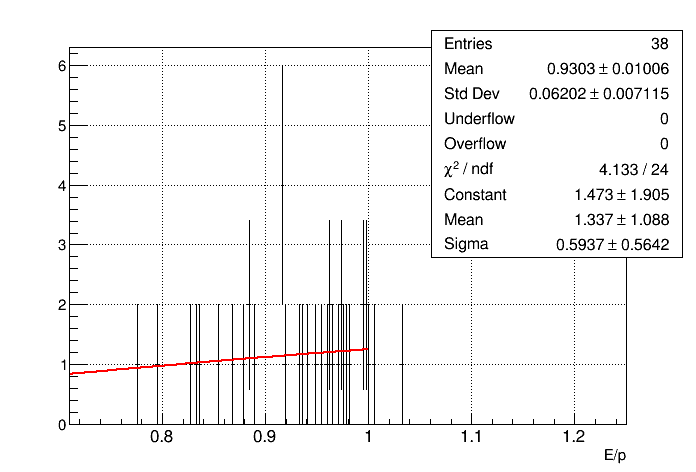 Entries 38
Mean 0.9303 ± 0.01006
Std Dev 0.06202 ± 0.007115
Underflow 0
Overflow 0
χ² / ndf 4.133 / 24
Constant 1.473 ± 1.905
Mean 1.337 ± 1.088
Sigma 0.5937 ± 0.5642
6
5
4
3
2
1
0
0.8 0.9 1 1.1 1.2
E/p